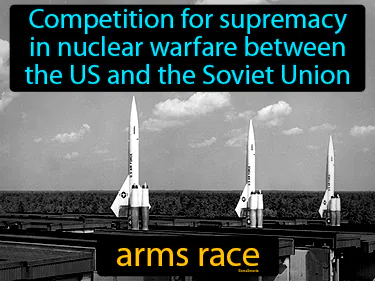 Competition for supremacy
in nuclear warfare between
the US and the Soviet Union
arms race